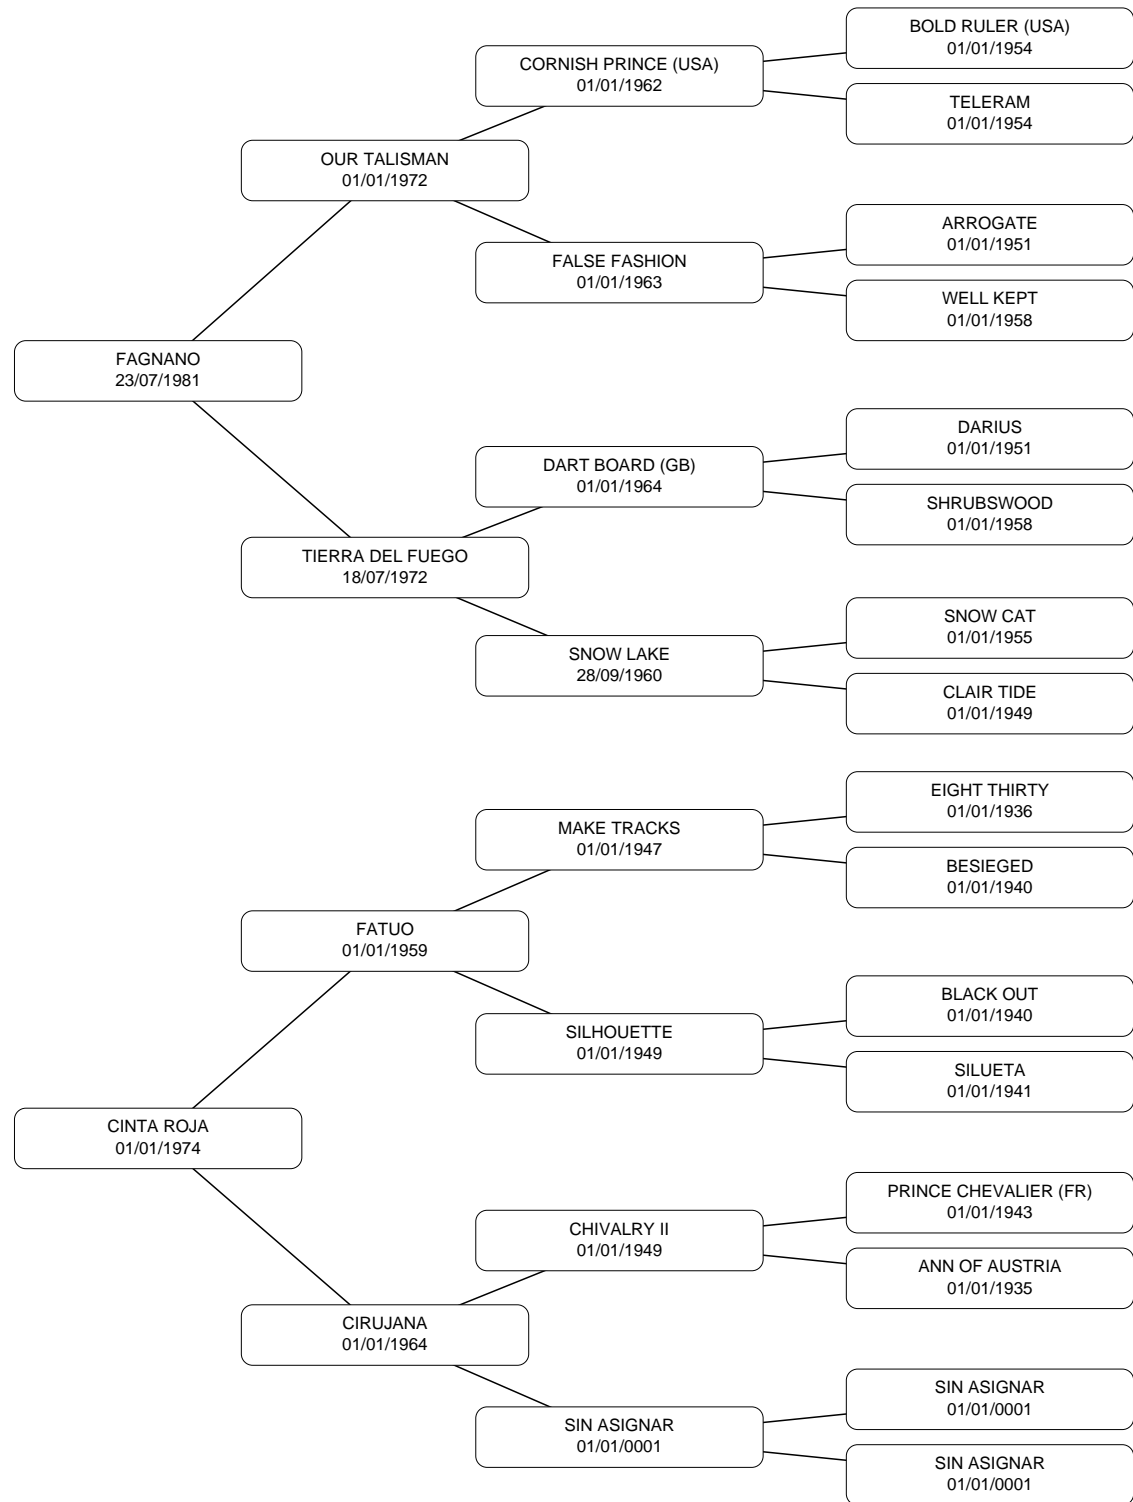 BOLD RULER (USA)
01/01/1954
CORNISH PRINCE (USA)
01/01/1962
TELERAM
01/01/1954
OUR TALISMAN
01/01/1972
ARROGATE
01/01/1951
FALSE FASHION
01/01/1963
WELL KEPT
01/01/1958
FAGNANO
23/07/1981
DARIUS
01/01/1951
DART BOARD (GB)
01/01/1964
SHRUBSWOOD
01/01/1958
TIERRA DEL FUEGO
18/07/1972
SNOW CAT
01/01/1955
SNOW LAKE
28/09/1960
CLAIR TIDE
01/01/1949
EIGHT THIRTY
01/01/1936
MAKE TRACKS
01/01/1947
BESIEGED
01/01/1940
FATUO
01/01/1959
BLACK OUT
01/01/1940
SILHOUETTE
01/01/1949
SILUETA
01/01/1941
CINTA ROJA
01/01/1974
PRINCE CHEVALIER (FR)
01/01/1943
CHIVALRY II
01/01/1949
ANN OF AUSTRIA
01/01/1935
CIRUJANA
01/01/1964
SIN ASIGNAR
01/01/0001
SIN ASIGNAR
01/01/0001
SIN ASIGNAR
01/01/0001